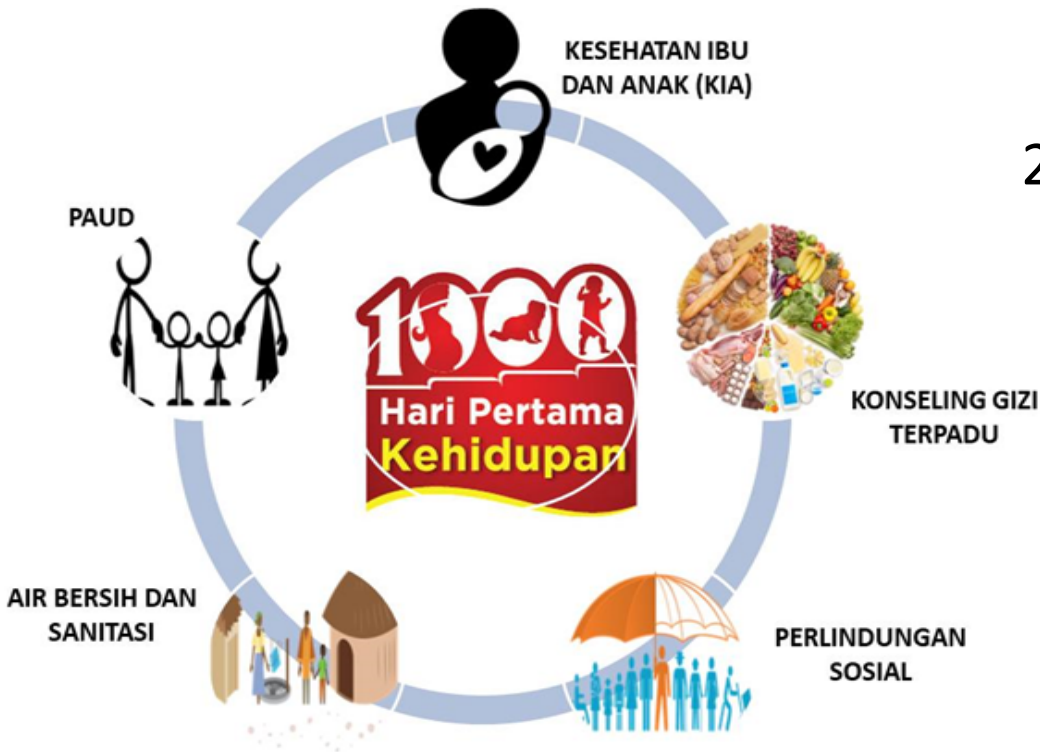 KESEHATAN IBU
DAN ANAK (KIA)
2
PAUD
1000
Hari Pertama
Kehidupan
KONSELING GIZI
TERPADU
AIR BERSIH DAN
SANITASI
PERLINDUNGAN
SOSIAL